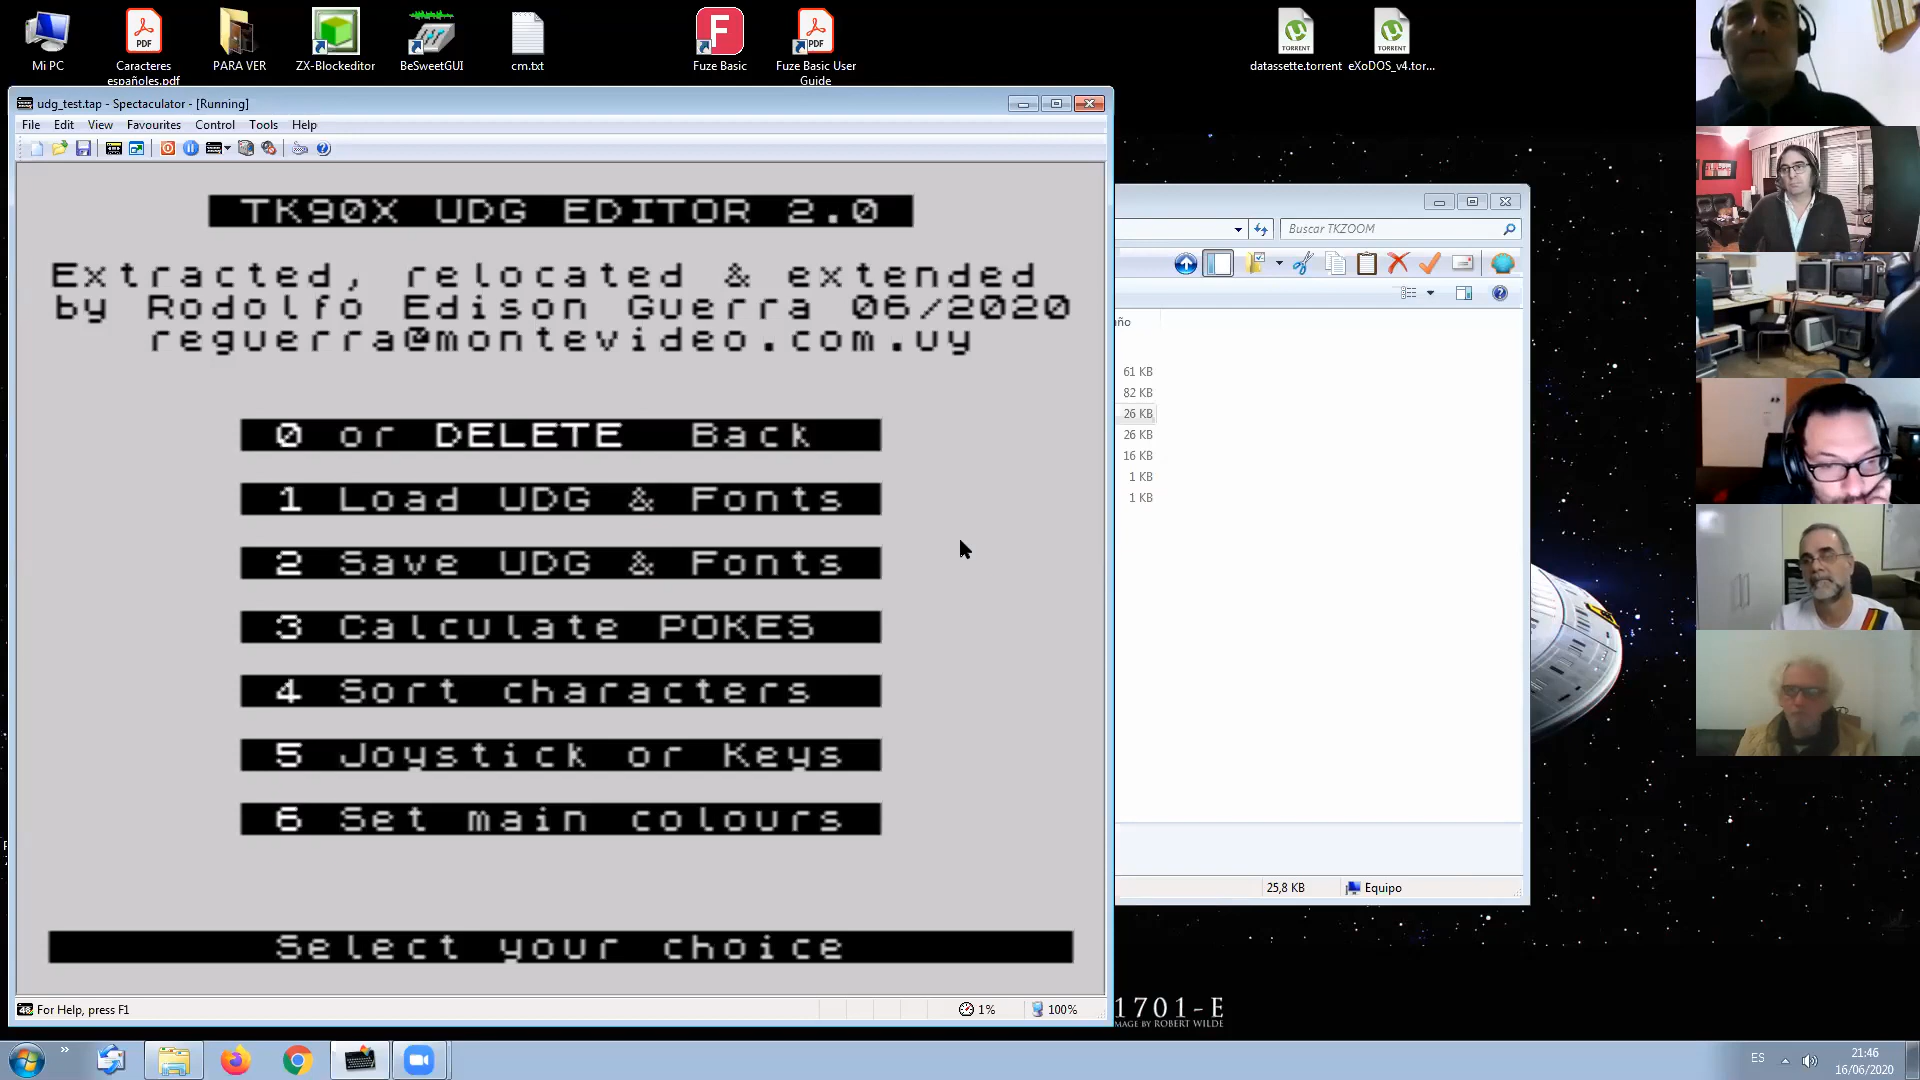 Mi PC
Caracteres españoles.pdf
PARA VER
ZX-Blockeditor
BeSweetGUI
cm.txt
Fuze Basic
Fuze Basic User Guide
datassette.torrent
eXoDOS_v4.tor...
udg_test.tap - Spectaculator - [Running]
File Edit View Favourites Control Tools Help
TK90X UDG EDITOR 2.0
Extracted, relocated & extended
by Rodolfo Edison Guerra 06/2020
reguerra@montevideo.com.uy
0 or DELETE Back
1 Load UDG & Fonts
2 Save UDG & Fonts
3 Calculate POKES
4 Sort characters
5 Joystick or Keys
6 Set main colours
Select your choice
For Help, press F1
1%
100%
Buscar TKZOOM
año
61 KB
82 KB
26 KB
26 KB
16 KB
1 KB
1 KB
25,8 KB
Equipo
1701-E
MAGE BY ROBERT WILDE
ES
21:46
16/06/2020